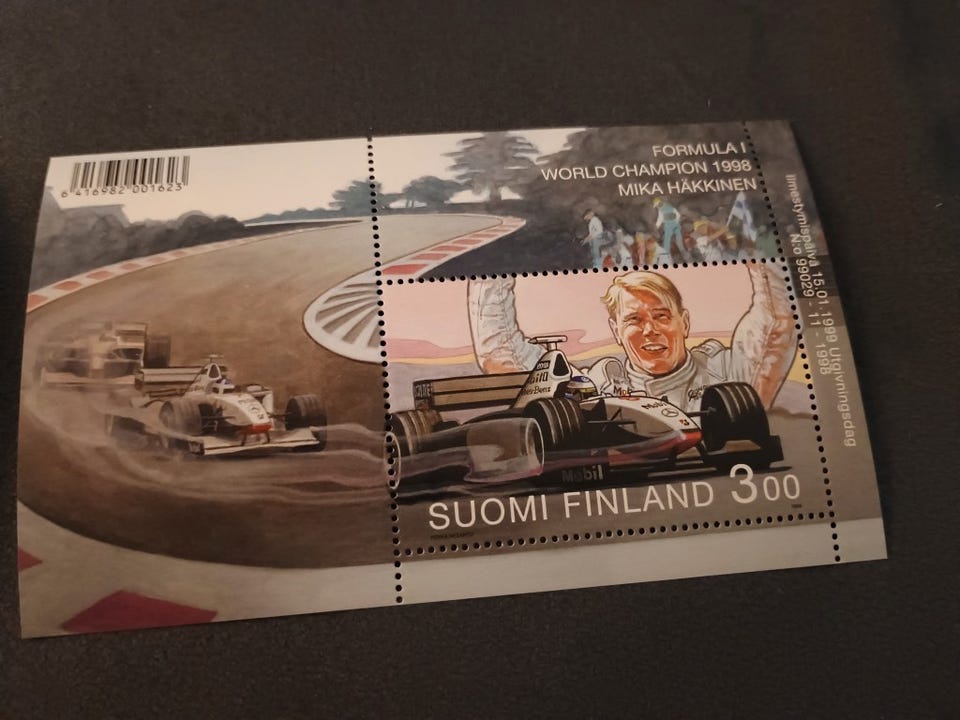 6 416982 001623
FORMULA I
WORLD CHAMPION 1998
MIKA HÄKKINEN
Ilmestymispäivä 15.01.1999 Utgivningsdag
N:o 99029 - 11 - 1998
Mobil
SUOMI FINLAND 3 00